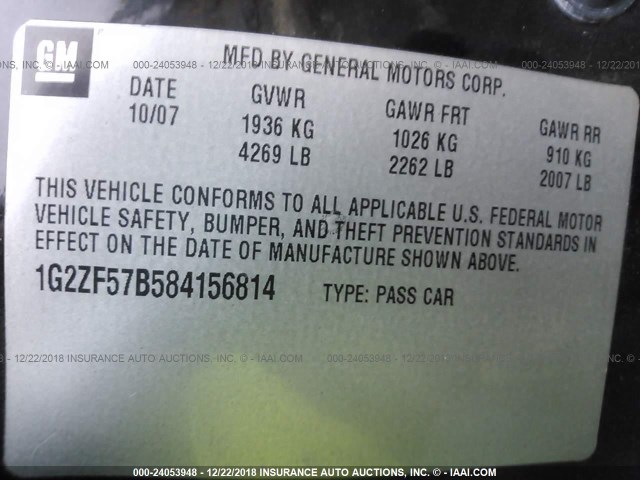 GM
MFD BY GENERAL MOTORS CORP.
DATE GVWR GAWR FRT GAWR RR
10/07 1936 KG 1026 KG 910 KG
4269 LB 2262 LB 2007 LB
THIS VEHICLE CONFORMS TO ALL APPLICABLE U.S. FEDERAL MOTOR
VEHICLE SAFETY, BUMPER, AND THEFT PREVENTION STANDARDS IN
EFFECT ON THE DATE OF MANUFACTURE SHOWN ABOVE.
1G2ZF57B584156814 TYPE: PASS CAR
000-24053948 - 12/22/2018 INSURANCE AUTO AUCTIONS - IAAI.COM